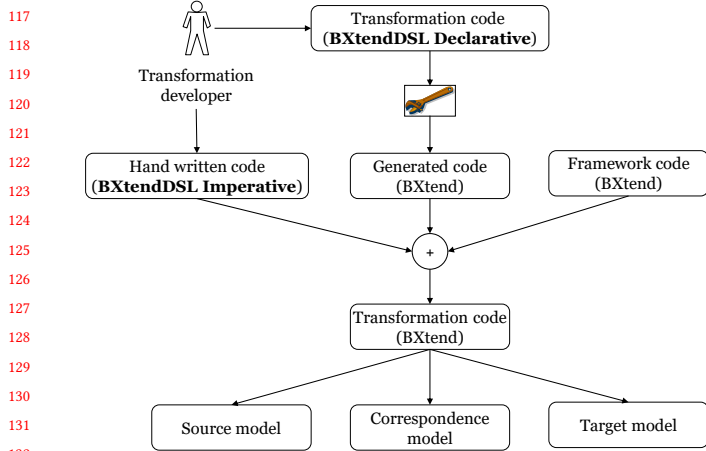 117
Transformation code
118
(BXtendDSL Declarative)
119
Transformation
developer
120
121
122
Hand written code
Generated code
Framework code
123
(BXtendDSL Imperative)
(BXtend)
(BXtend)
124
125
+
126
127
Transformation code
128
(BXtend)
129
130
Correspondence
131
Source model
model
Target model